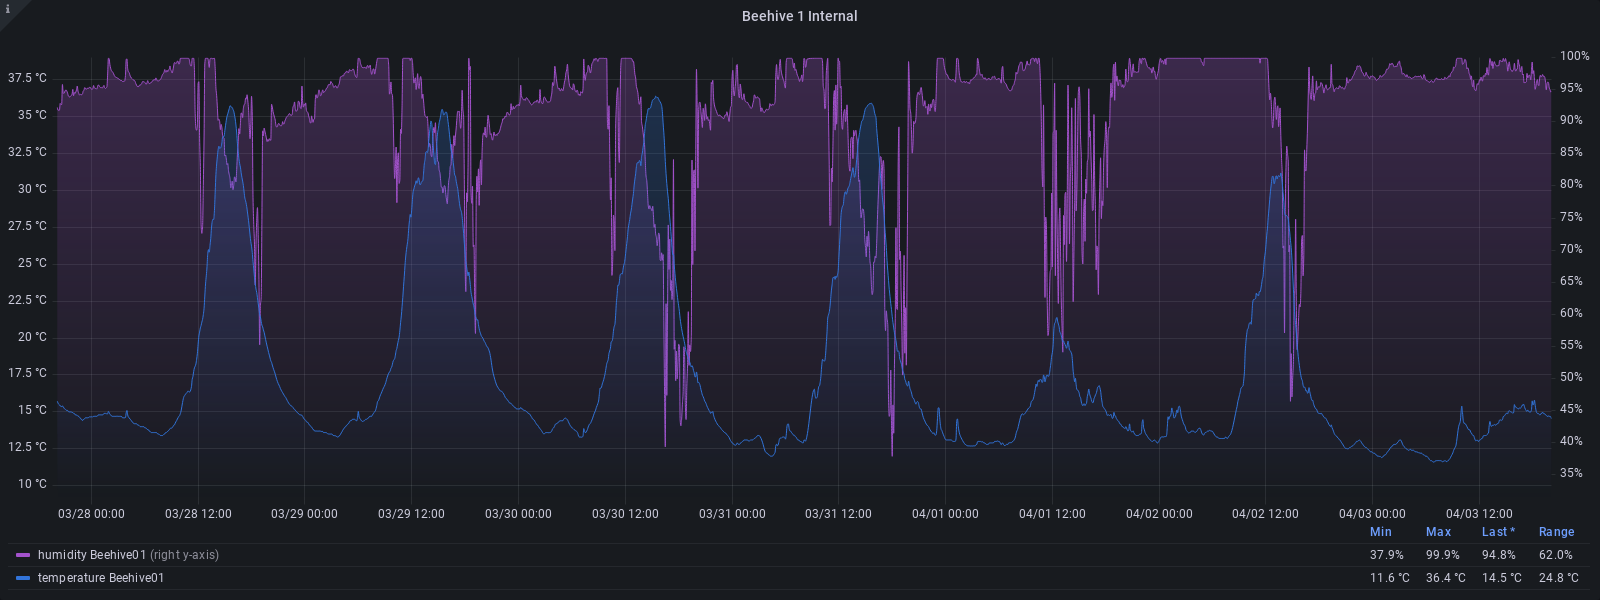 i
Beehive 1 Internal
37.5 °C
35 °C
32.5 °C
30 °C
27.5 °C
25 °C
22.5 °C
20 °C
17.5 °C
15 °C
12.5 °C
10 °C
100%
95%
90%
85%
80%
75%
70%
65%
60%
55%
50%
45%
40%
35%
03/28 00:00 03/28 12:00 03/29 00:00 03/29 12:00 03/30 00:00 03/30 12:00 03/31 00:00 03/31 12:00 04/01 00:00 04/01 12:00 04/02 00:00 04/02 12:00 04/03 00:00 04/03 12:00
Min Max Last * Range
humidity Beehive01 (right y-axis) 37.9% 99.9% 94.8% 62.0%
temperature Beehive01 11.6 °C 36.4 °C 14.5 °C 24.8 °C